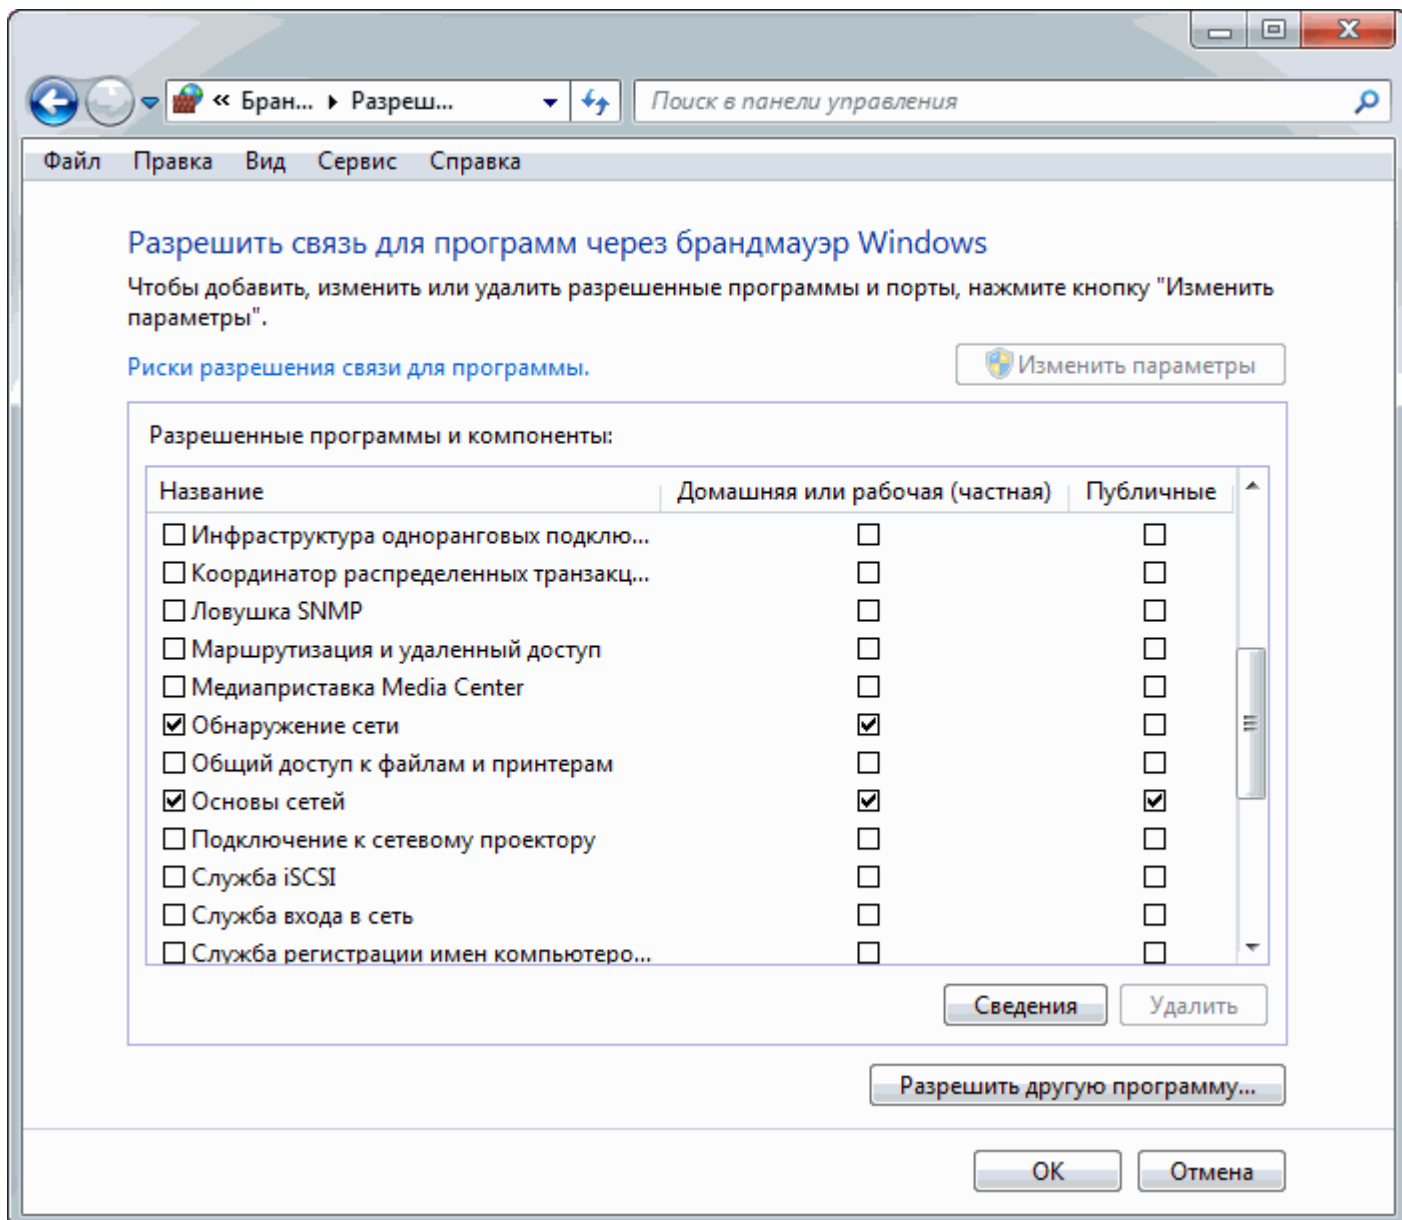 « Бран... Разреш... Поиск в панели управления
Файл Правка Вид Сервис Справка
Разрешить связь для программ через брандмауэр Windows
Чтобы добавить, изменить или удалить разрешенные программы и порты, нажмите кнопку "Изменить
параметры".
Риски разрешения связи для программы. Изменить параметры
Разрешенные программы и компоненты:
Название Домашняя или рабочая (частная) Публичные
Инфраструктура одноранговых подклю...
Координатор распределенных транзакц...
Ловушка SNMP
Маршрутизация и удаленный доступ
Медиаприставка Media Center
Обнаружение сети
Общий доступ к файлам и принтерам
Основы сетей
Подключение к сетевому проектору
Служба iSCSI
Служба входа в сеть
Служба регистрации имен компьютеро...
Сведения Удалить
Разрешить другую программу...
ОК Отмена